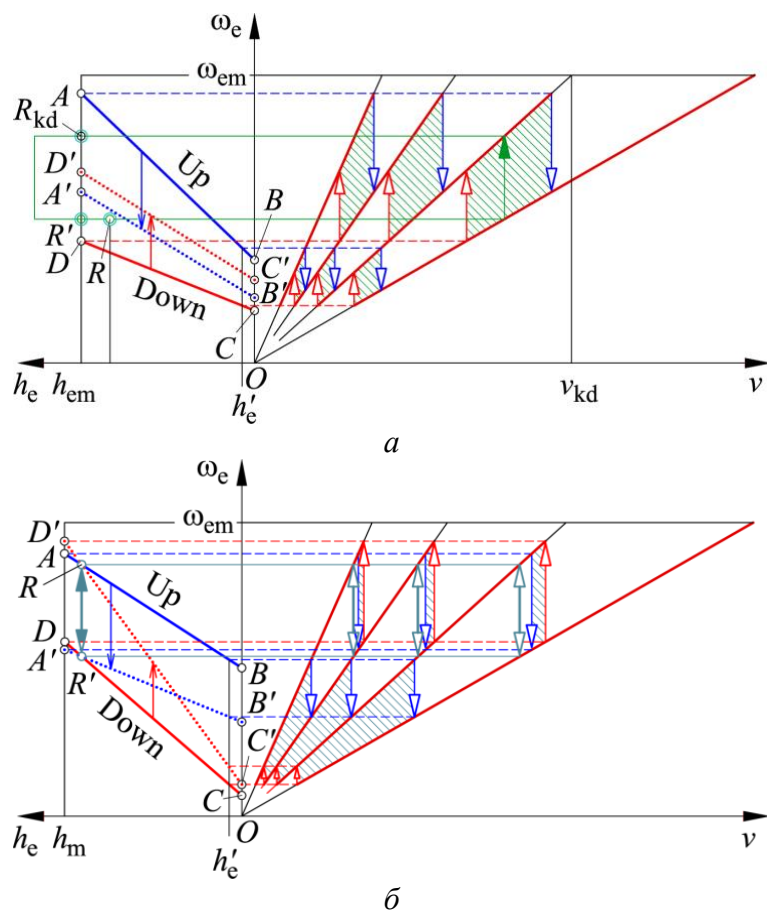 ωe
ωem
A
Rkd
Up
D′
A′
B
R′
C′
D
R
B′
Down
C
he
hem
O
vkd
v
h′e
а
ωe
D′
ωem
A
Up
R
D
B
A′
R′
B′
Down
C′
C
he
hm
O
v
h′e
б